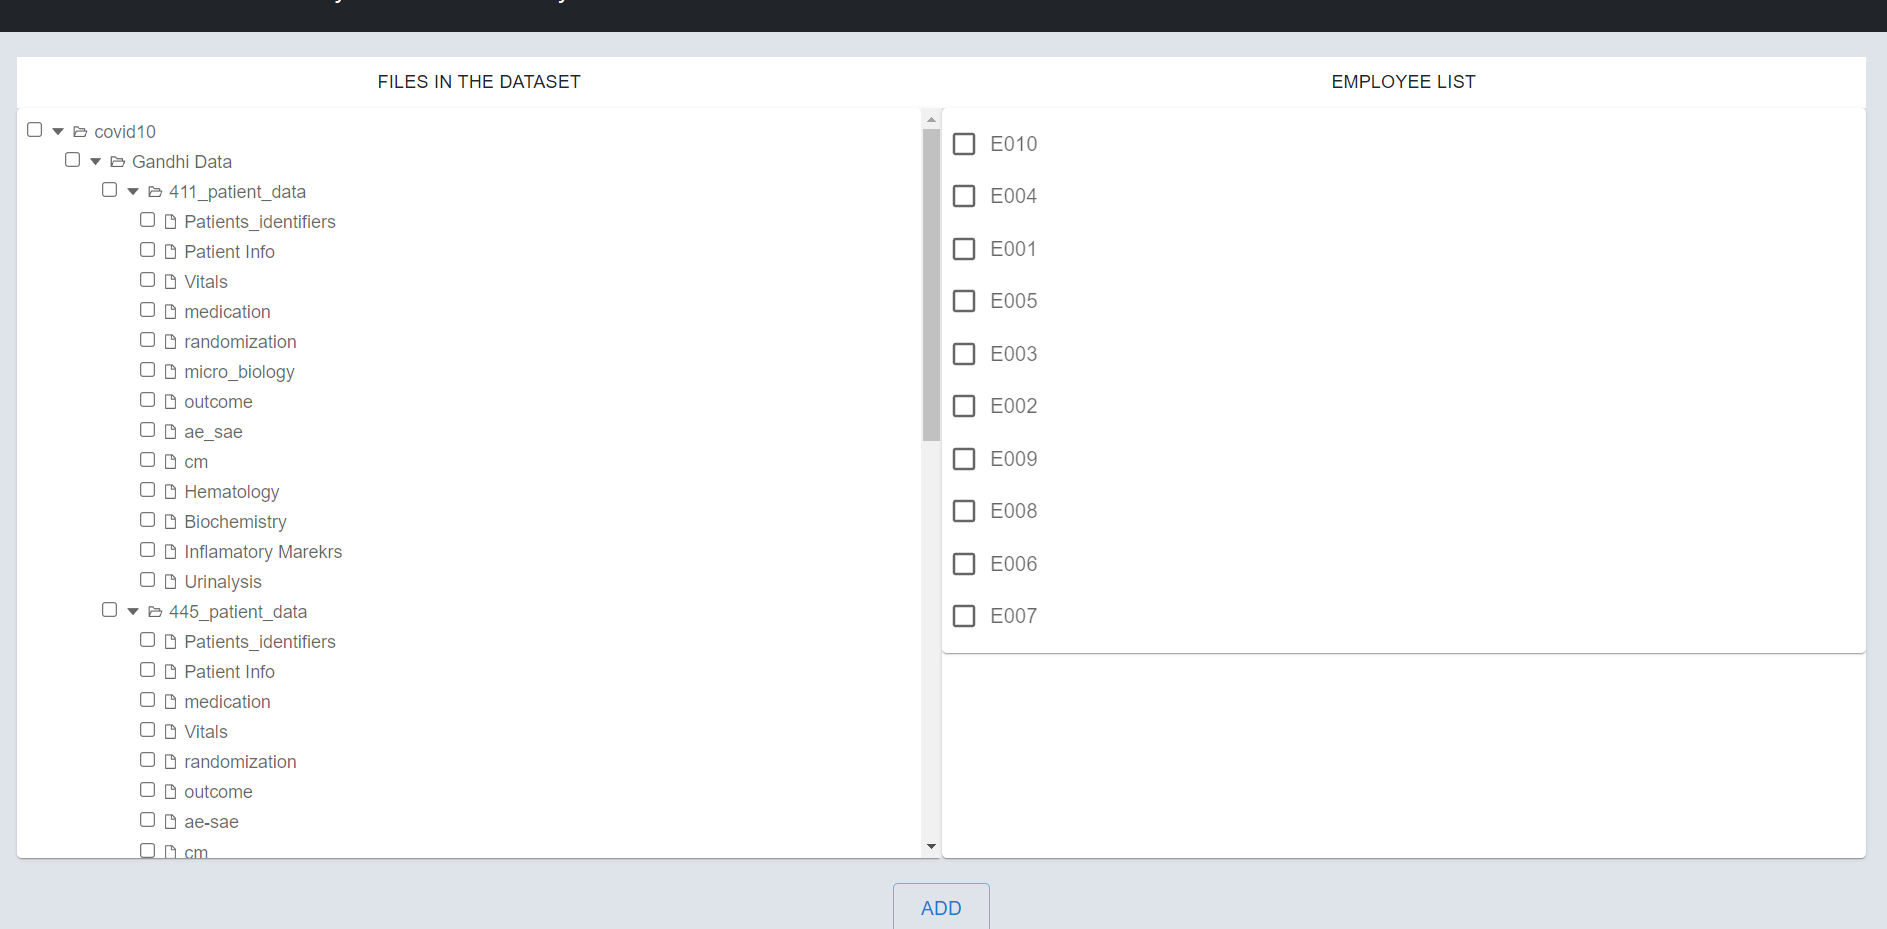 FILES IN THE DATASET
EMPLOYEE LIST
covid10
Gandhi Data
411_patient_data
Patients_identifiers
Patient Info
Vitals
medication
randomization
micro_biology
outcome
ae_sae
cm
Hematology
Biochemistry
Inflamatory Marekrs
Urinalysis
445_patient_data
Patients_identifiers
Patient Info
medication
Vitals
randomization
outcome
ae-sae
cm
E010
E004
E001
E005
E003
E002
E009
E008
E006
E007
ADD